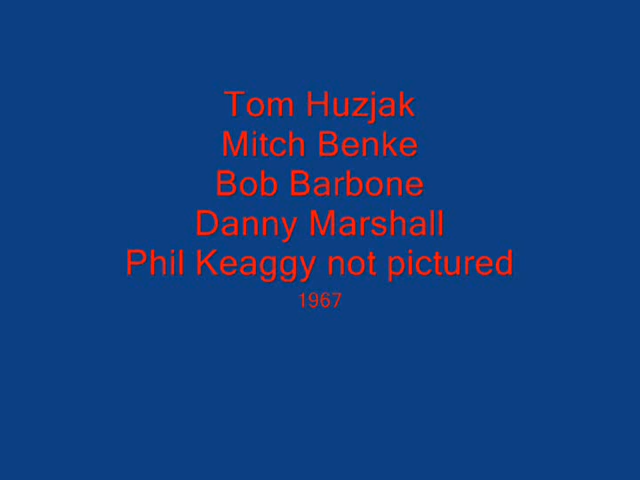 Tom Huzjak
Mitch Benke
Bob Barbone
Danny Marshall
Phil Keaggy not pictured
1967